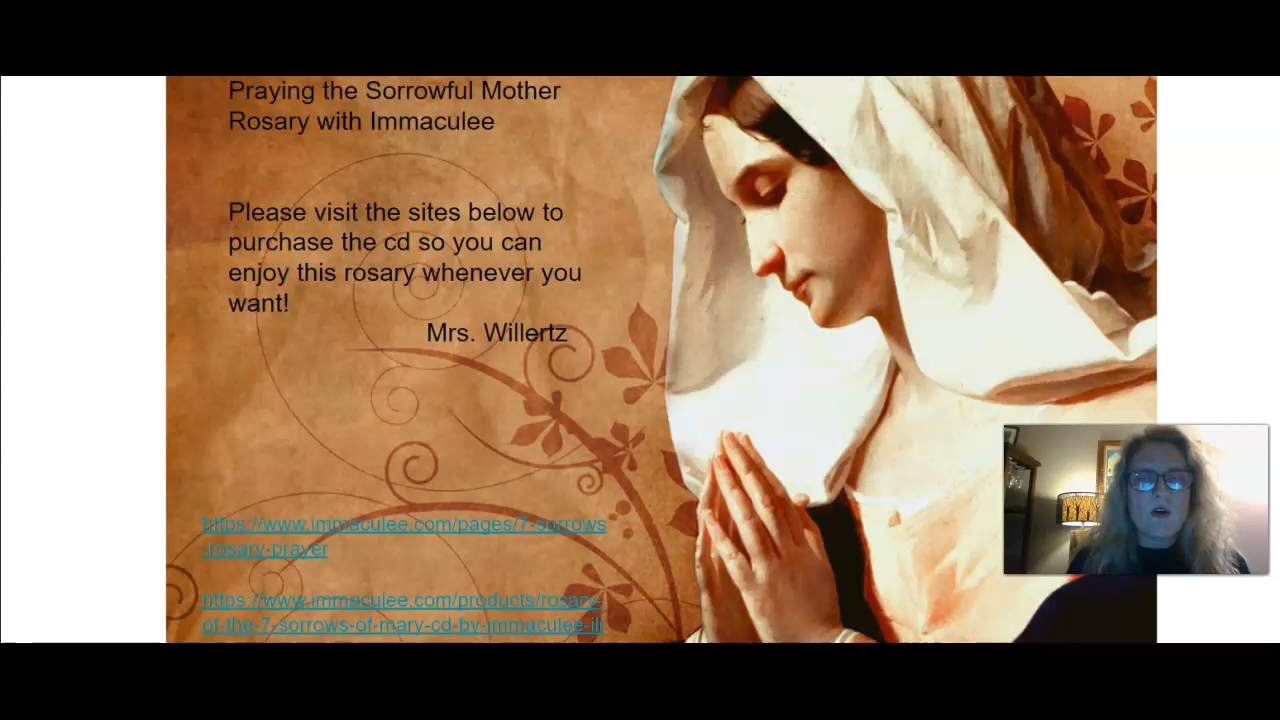 Praying the Sorrowful Mother
Rosary with Immaculee
Please visit the sites below to
purchase the cd so you can
enjoy this rosary whenever you
want!
Mrs. Willertz
https://www.immaculee.com/pages/7-sorrows
-rosary-prayer
https://www.immaculee.com/products/rosary-
of-the-7-sorrows-of-mary-cd-by-immaculee-ili